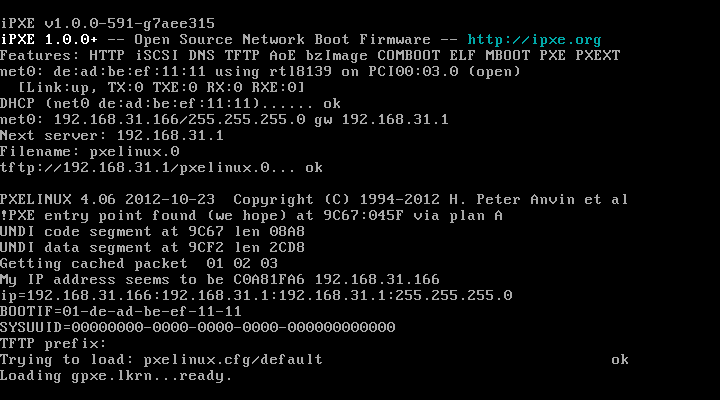 iPXE v1.0.0-591-g7aee315
iPXE 1.0.0+ -- Open Source Network Boot Firmware -- http://ipxe.org
Features: HTTP iSCSI DNS TFTP AoE bzImage COMBOOT ELF MBOOT PXE PXEXT
net0: de:ad:be:ef:11:11 using rtl8139 on PCI00:03.0 (open)
  [Link:up, TX:0 TXE:0 RX:0 RXE:0]
DHCP (net0 de:ad:be:ef:11:11)...... ok
net0: 192.168.31.166/255.255.255.0 gw 192.168.31.1
Next server: 192.168.31.1
Filename: pxelinux.0
tftp://192.168.31.1/pxelinux.0... ok

PXELINUX 4.06 2012-10-23  Copyright (C) 1994-2012 H. Peter Anvin et al
!PXE entry point found (we hope) at 9C67:045F via plan A
UNDI code segment at 9C67 len 08A8
UNDI data segment at 9CF2 len 2CD8
Getting cached packet  01 02 03
My IP address seems to be C0A81FA6 192.168.31.166
ip=192.168.31.166:192.168.31.1:192.168.31.1:255.255.255.0
BOOTIF=01-de-ad-be-ef-11-11
SYSUUID=00000000-0000-0000-0000-000000000000
TFTP prefix:
Trying to load: pxelinux.cfg/default                                    ok
Loading gpxe.lkrn...ready.